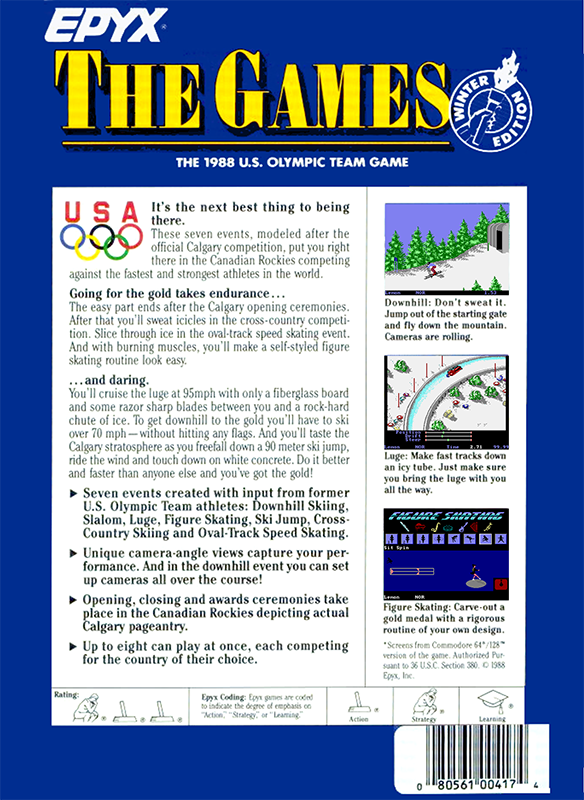 EPYX®
THE GAMES
WINTER EDITION
THE 1988 U.S. OLYMPIC TEAM GAME
USA
It's the next best thing to being
there.
These seven events, modeled after the
official Calgary competition, put you right
there in the Canadian Rockies competing
against the fastest and strongest athletes in the world.
Going for the gold takes endurance...
The easy part ends after the Calgary opening ceremonies.
After that you'll sweat icicles in the cross-country competi-
tion. Slice through ice in the oval-track speed skating event.
And with burning muscles, you'll make a self-styled figure
skating routine look easy.
...and daring.
You'll cruise the luge at 95mph with only a fiberglass board
and some razor sharp blades between you and a rock-hard
chute of ice. To get downhill to the gold you'll have to ski
over 70 mph—without hitting any flags. And you'll taste the
Calgary stratosphere as you freefall down a 90 meter ski jump,
ride the wind and touch down on white concrete. Do it better
and faster than anyone else and you've got the gold!
► Seven events created with input from former
U.S. Olympic Team athletes: Downhill Skiing,
Slalom, Luge, Figure Skating, Ski Jump, Cross-
Country Skiing and Oval-Track Speed Skating.
► Unique camera-angle views capture your per-
formance. And in the downhill event you can set
up cameras all over the course!
► Opening, closing and awards ceremonies take
place in the Canadian Rockies depicting actual
Calgary pageantry.
► Up to eight can play at once, each competing
for the country of their choice.
Lenon NOR
Downhill: Don't sweat it.
Jump out of the starting gate
and fly down the mountain.
Cameras are rolling.
Position
Drift
Steer
Lenon NOR Time 2.71 99.99
Luge: Make fast tracks down
an icy tube. Just make sure
you bring the luge with you
all the way.
FIGURE SKATING
Sit Spin
Lenon NOR
Figure Skating: Carve-out a
gold medal with a rigorous
routine of your own design.
*Screens from Commodore 64*/128™
version of the game. Authorized Pur-
suant to 36 U.S.C. Section 380. © 1988
Epyx, Inc.
Rating:
Epyx Coding: Epyx games are coded
to indicate the degree of emphasis on
"Action," "Strategy," or "Learning."
Action
Strategy
Learning
0 80561 00417 4